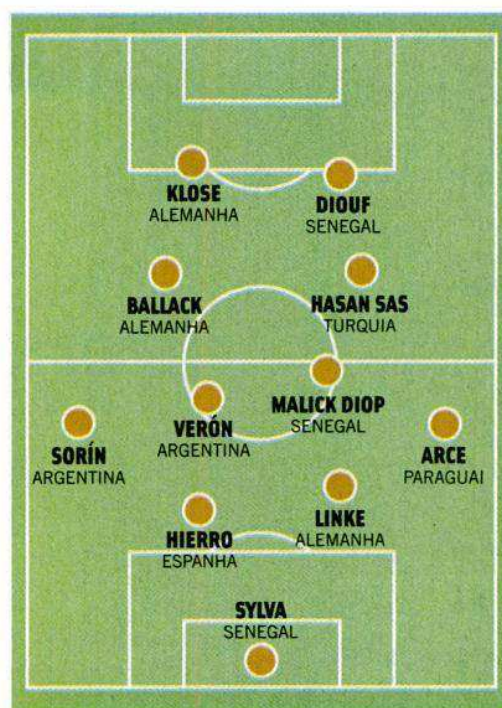 KLOSE
ALEMANHA
DIOUF
SENEGAL
BALLACK
ALEMANHA
HASAN SAS
TURQUIA
MALICK DIOP
SENEGAL
VERÓN
ARGENTINA
SORÍN
ARGENTINA
ARCE
PARAGUAI
LINKE
ALEMANHA
HIERRO
ESPANHA
SYLVA
SENEGAL